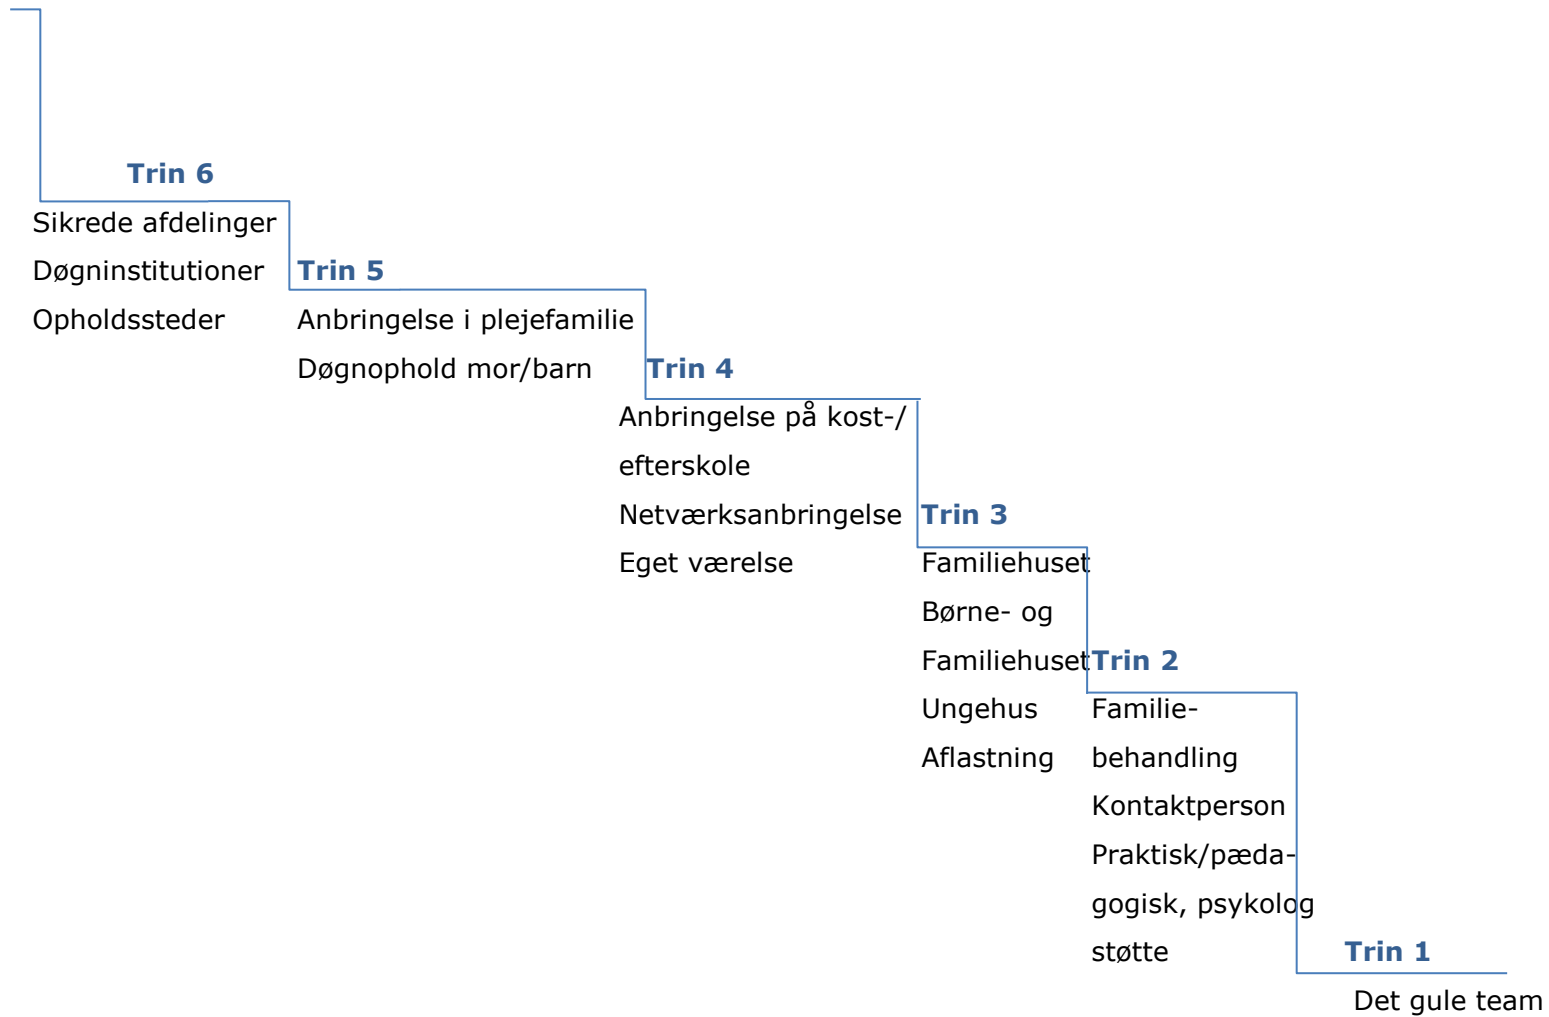 Trin 6
Sikrede afdelinger
Døgninstitutioner
Opholdssteder
Trin 5
Anbringelse i plejefamilie
Døgnophold mor/barn
Trin 4
Anbringelse på kost-/
efterskole
Netværksanbringelse
Eget værelse
Trin 3
Familiehuset
Børne- og
Familiehuset
Ungehus
Aflastning
Trin 2
Familie-
behandling
Kontaktperson
Praktisk/pæda-
gogisk, psykolog
støtte
Trin 1
Det gule team